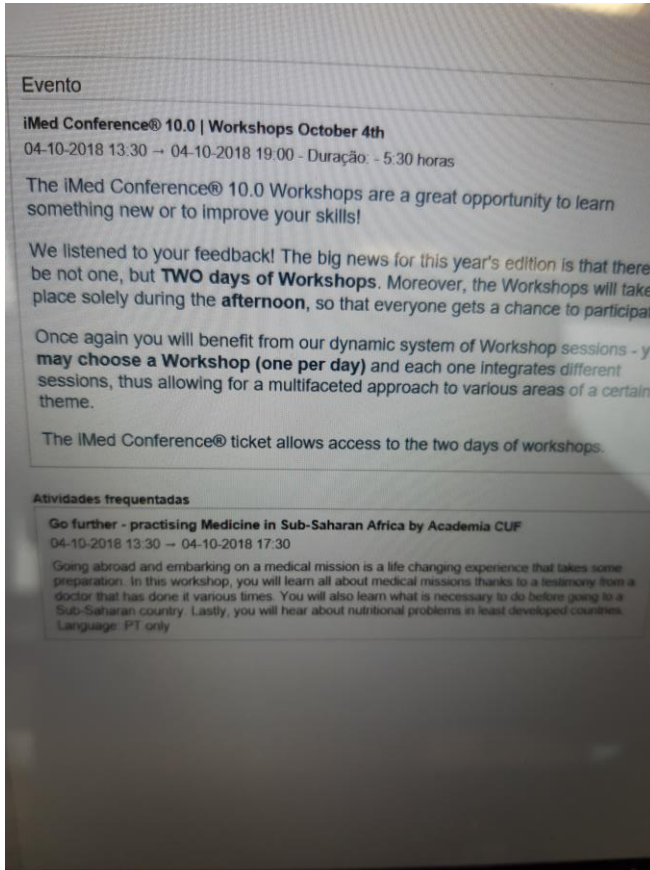 Evento
iMed Conference® 10.0 | Workshops October 4th
04-10-2018 13:30 → 04-10-2018 19:00 - Duração: - 5:30 horas
The iMed Conference® 10.0 Workshops are a great opportunity to learn
something new or to improve your skills!
We listened to your feedback! The big news for this year's edition is that there
be not one, but TWO days of Workshops. Moreover, the Workshops will take
place solely during the afternoon, so that everyone gets a chance to
Once again you will benefit from our dynamic system of Workshop sessions -
may choose a Workshop (one per day) and each one integrates different
sessions, thus allowing for a multifaceted approach to various areas of a certain
theme.
The iMed Conference® ticket allows access to the two days of workshops.
Atividades frequentadas
Go further - practising Medicine in Sub-Saharan Africa by Academia CUF
04-10-2018 13:30 → 04-10-2018 17:30
Going abroad and embarking on a medical mission is a life changing experience that takes some
preparation. In this workshop, you will learn all about medical missions thanks to a testimony from a
doctor that has done it various times. You will also learn what is necessary to do before going to a
Sub-Saharan country. Lastly, you will hear about nutritional problems in least developed countries.
Language: PT only